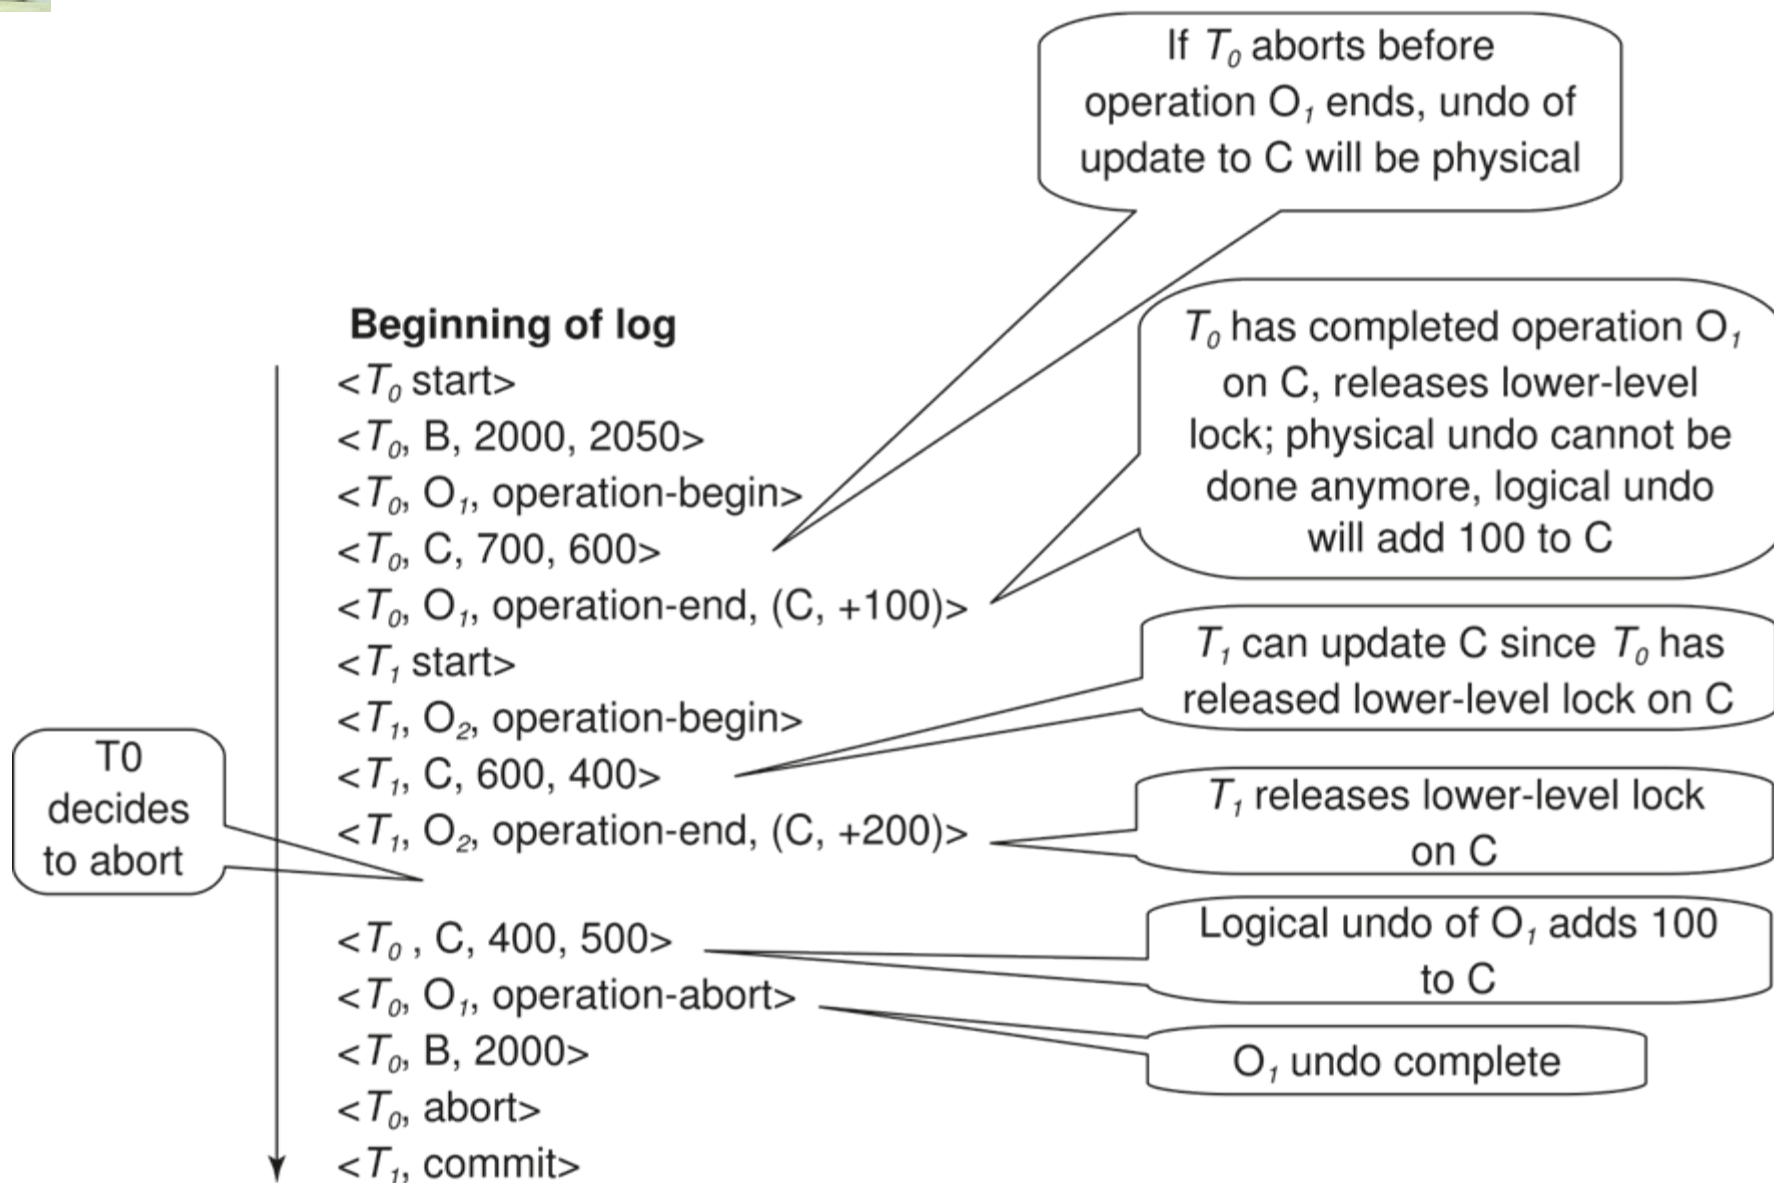 If T₀ aborts before
operation O₁ ends, undo of
update to C will be physical
Beginning of log
<T₀ start>
<T₀, B, 2000, 2050>
<T₀, O₁, operation-begin>
<T₀, C, 700, 600>
<T₀, O₁, operation-end, (C, +100)>
<T₁ start>
<T₁, O₂, operation-begin>
<T₁, C, 600, 400>
<T₁, O₂, operation-end, (C, +200)>
T0
decides
to abort
<T₀ , C, 400, 500>
<T₀, O₁, operation-abort>
<T₀, B, 2000>
<T₀, abort>
<T₁, commit>
T₀ has completed operation O₁
on C, releases lower-level
lock; physical undo cannot be
done anymore, logical undo
will add 100 to C
T₁ can update C since T₀ has
released lower-level lock on C
T₁ releases lower-level lock
on C
Logical undo of O₁ adds 100
to C
O₁ undo complete